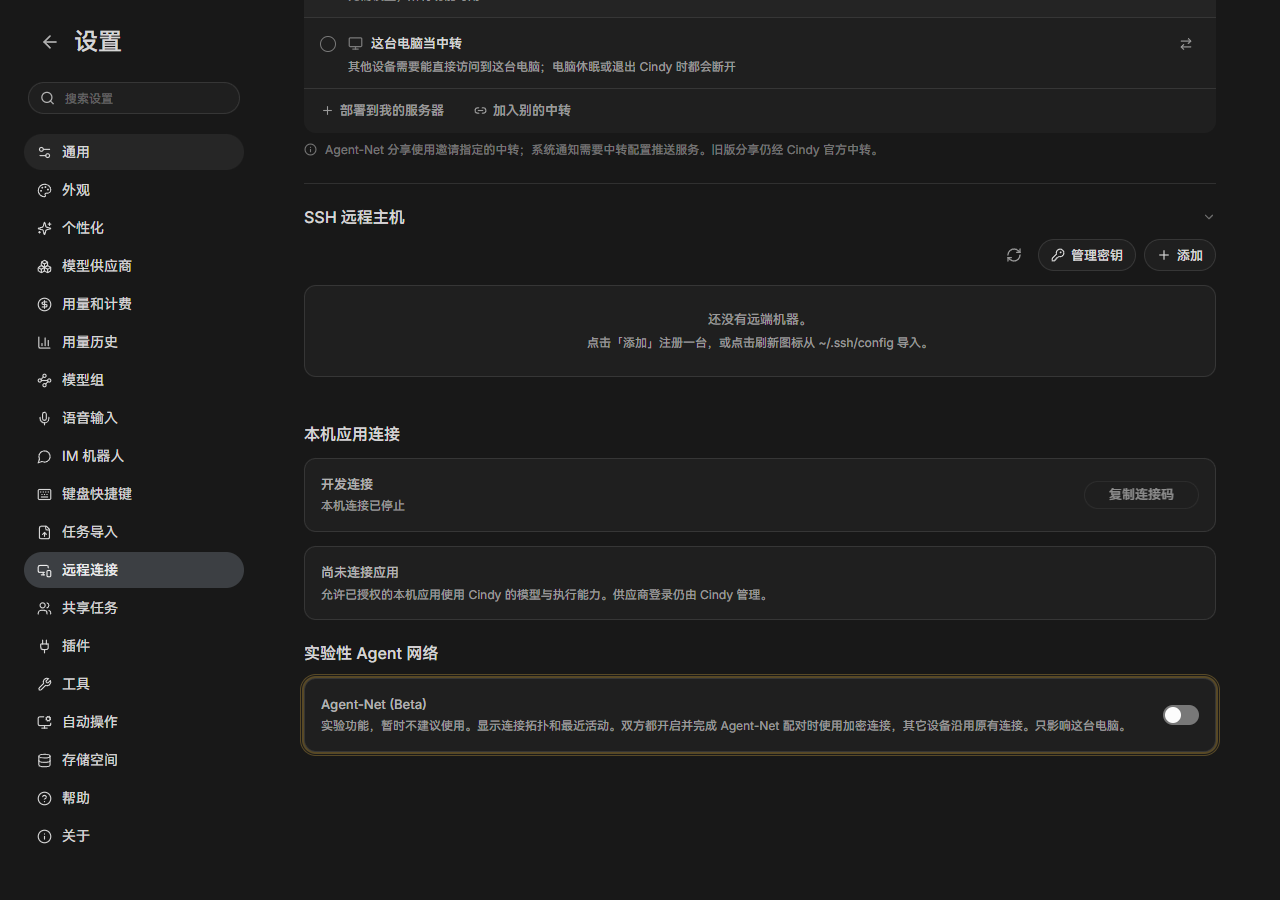 设置
搜索设置
通用
外观
个性化
模型供应商
用量和计费
用量历史
模型组
语音输入
IM 机器人
键盘快捷键
任务导入
远程连接
共享任务
插件
工具
自动操作
存储空间
帮助
关于
这台电脑当中转
其他设备需要能直接访问到这台电脑；电脑休眠或退出 Cindy 时都会断开
部署到我的服务器
加入别的中转
Agent-Net 分享使用邀请指定的中转；系统通知需要中转配置推送服务。旧版分享仍经 Cindy 官方中转。
SSH 远程主机
管理密钥
添加
还没有远端机器。
点击「添加」注册一台，或点击刷新图标从 ~/.ssh/config 导入。
本机应用连接
开发连接
本机连接已停止
复制连接码
尚未连接应用
允许已授权的本机应用使用 Cindy 的模型与执行能力。供应商登录仍由 Cindy 管理。
实验性 Agent 网络
Agent-Net (Beta)
实验功能，暂时不建议使用。显示连接拓扑和最近活动。双方都开启并完成 Agent-Net 配对时使用加密连接，其它设备沿用原有连接。只影响这台电脑。